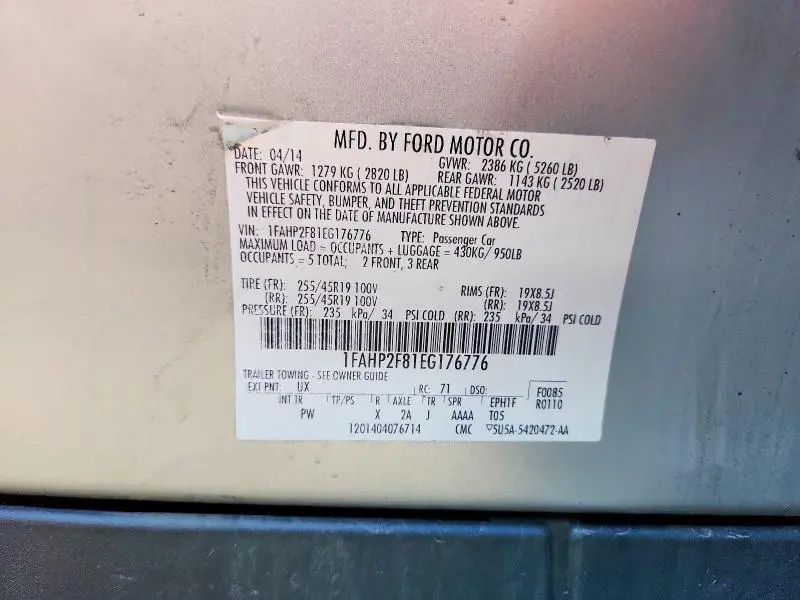 MFD. BY FORD MOTOR CO.
DATE: 04/14 GVWR: 2386 KG ( 5260 LB)
FRONT GAWR: 1279 KG ( 2820 LB) REAR GAWR: 1143 KG ( 2520 LB)
THIS VEHICLE CONFORMS TO ALL APPLICABLE FEDERAL MOTOR
VEHICLE SAFETY, BUMPER, AND THEFT PREVENTION STANDARDS
IN EFFECT ON THE DATE OF MANUFACTURE SHOWN ABOVE.
VIN: 1FAHP2F81EG176776 TYPE: Passenger Car
MAXIMUM LOAD = OCCUPANTS + LUGGAGE = 430KG/ 950LB
OCCUPANTS = 5 TOTAL; 2 FRONT, 3 REAR
TIRE (FR): 255/45R19 100V RIMS (FR): 19X8.5J
(RR): 255/45R19 100V (RR): 19X8.5J
PRESSURE (FR): 235 kPa/ 34 PSI COLD (RR): 235 kPa/ 34 PSI COLD
1FAHP2F81EG176776
TRAILER TOWING - SEE OWNER GUIDE
EXT PNT: UX RC: 71 DSO: F0085
INT TR TP/PS R AXLE TR SPR EPHTF R0110
PW X 2A J AAAA T05
1201404076714 CMC ▽5U5A-5420472-AA